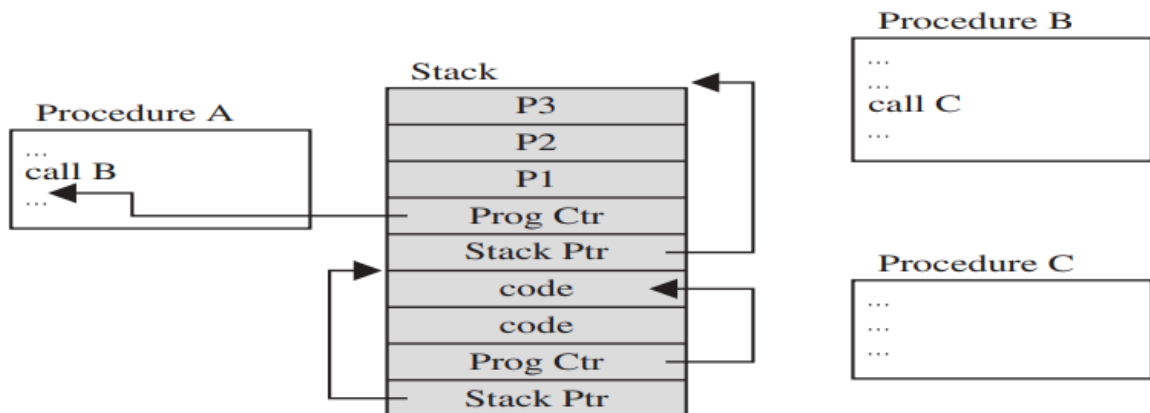 Procedure A
...
call B
...
Stack
P3
P2
P1
Prog Ctr
Stack Ptr
code
code
Prog Ctr
Stack Ptr
Procedure B
...
...
call C
...
Procedure C
...
...
...